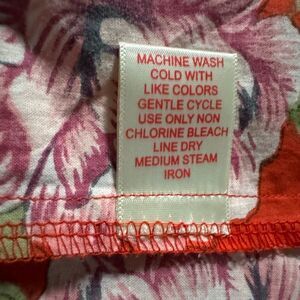 MACHINE WASH
COLD WITH
LIKE COLORS
GENTLE CYCLE
USE ONLY NON
CHLORINE BLEACH
LINE DRY
MEDIUM STEAM
IRON